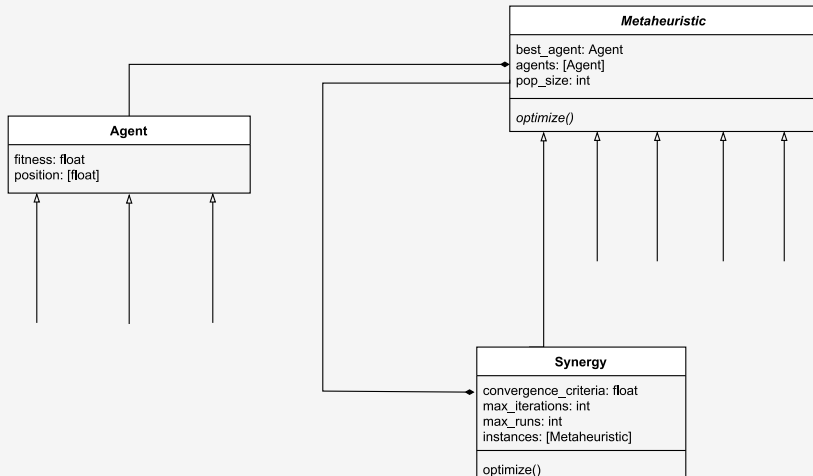 Metaheuristic
best_agent: Agent
agents: [Agent]
pop_size: int
optimize()
Agent
fitness: float
position: [float]
Synergy
convergence_criteria: float
max_iterations: int
max_runs: int
instances: [Metaheuristic]
optimize()